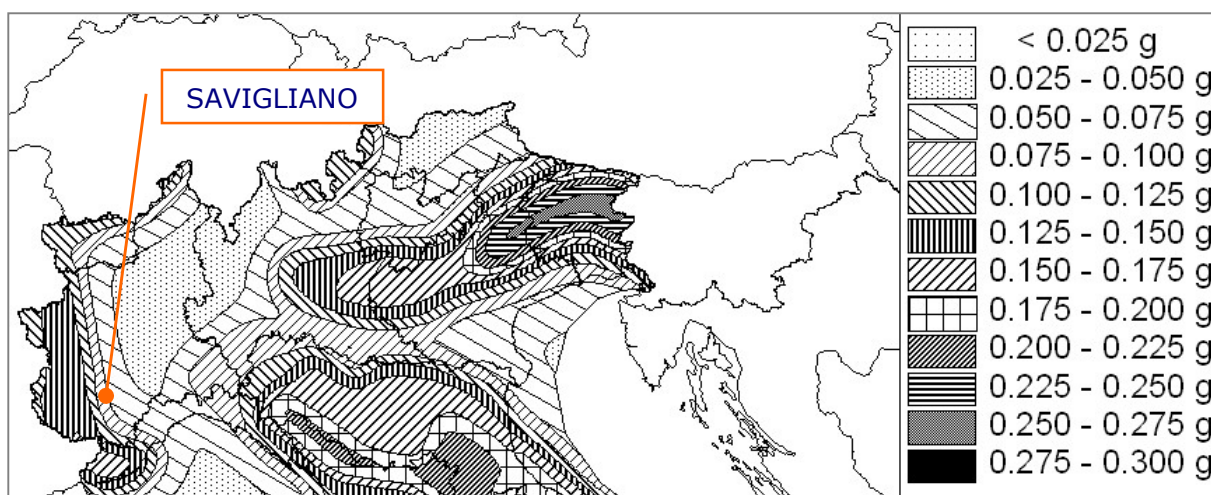 SAVIGLIANO
< 0.025 g
0.025 - 0.050 g
0.050 - 0.075 g
0.075 - 0.100 g
0.100 - 0.125 g
0.125 - 0.150 g
0.150 - 0.175 g
0.175 - 0.200 g
0.200 - 0.225 g
0.225 - 0.250 g
0.250 - 0.275 g
0.275 - 0.300 g